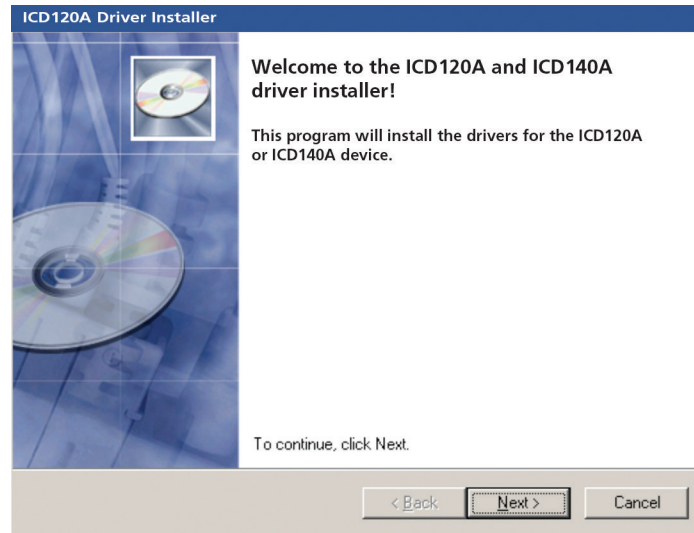 ICD120A Driver Installer
Welcome to the ICD120A and ICD140A
driver installer!
This program will install the drivers for the ICD120A
or ICD140A device.
To continue, click Next.
< Back
Next >
Cancel